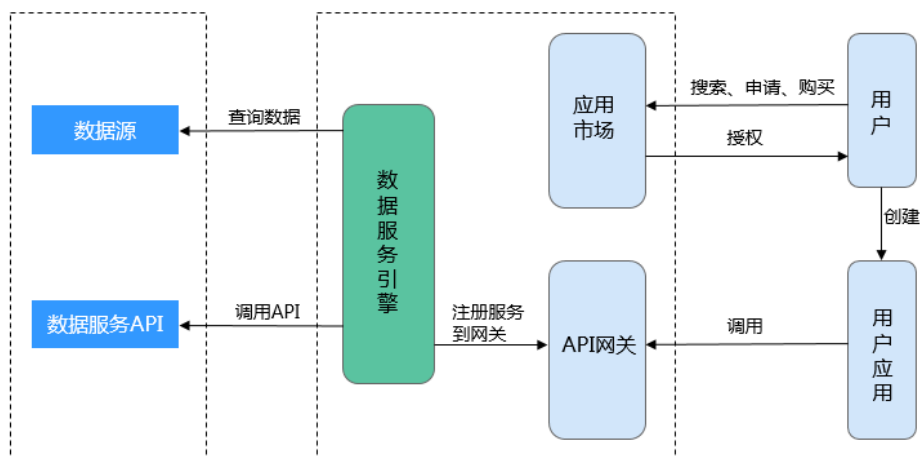 搜索、申请、购买
应用
市场
用
户
查询数据
数据源
授权
数
据
服
务
引
擎
创建
调用API
数据服务API
注册服务
到网关
API网关
调用
用
户
应
用